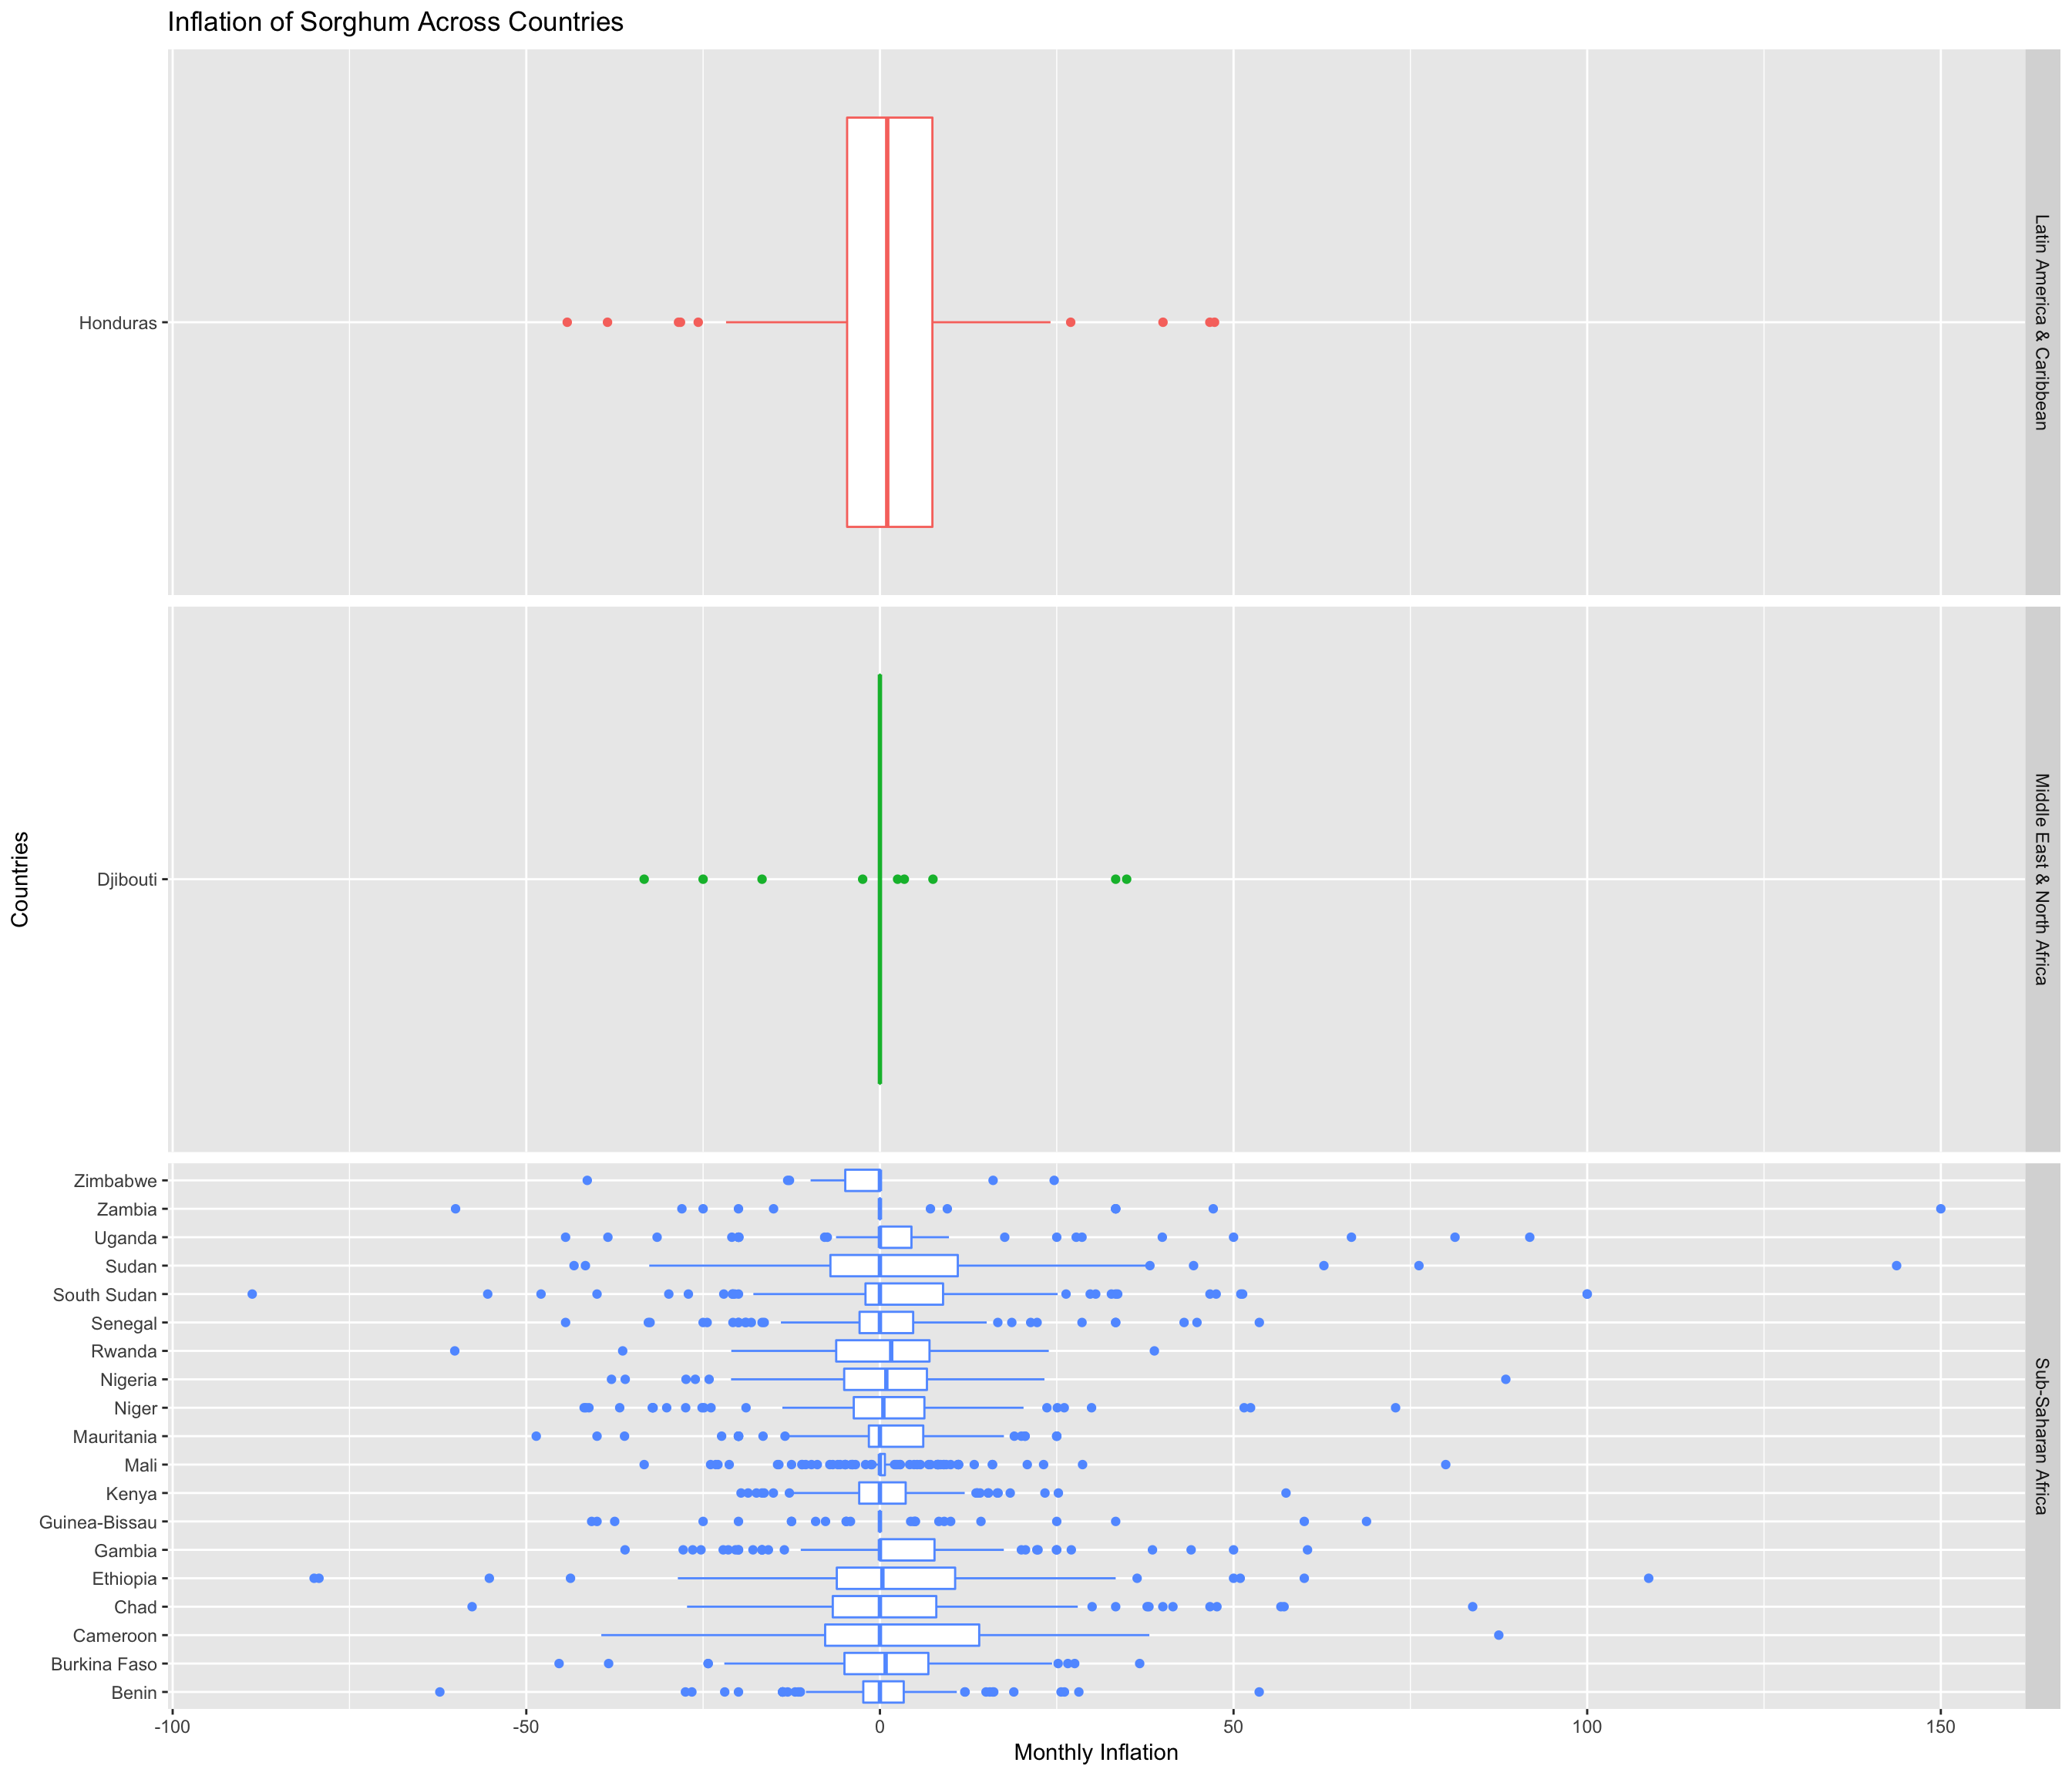 Inflation of Sorghum Across Countries
Latin America & Caribbean
Honduras
Middle East & North Africa
Djibouti
Countries
Sub-Saharan Africa
Zimbabwe
Zambia
Uganda
Sudan
South Sudan
Senegal
Rwanda
Nigeria
Niger
Mauritania
Mali
Kenya
Guinea-Bissau
Gambia
Ethiopia
Chad
Cameroon
Burkina Faso
Benin
-100 -50 0 50 100 150
Monthly Inflation